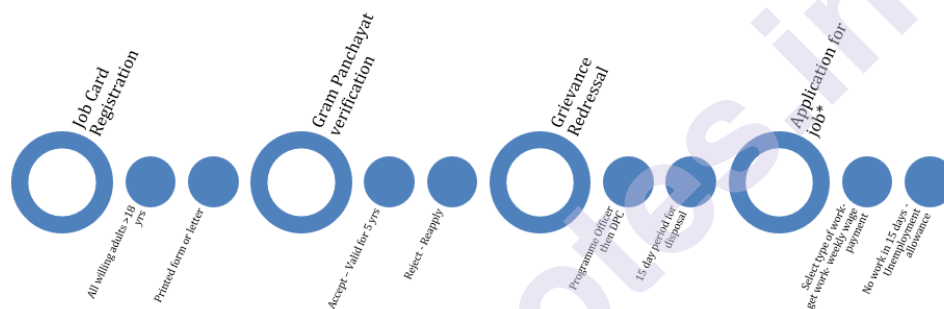 Job Card
Registration
All willing adults >18
yrs
Printed form or letter
Gram Panchayat
verification
Accept – Valid for 5 yrs
Reject - Reapply
Grievance
Redressal
Programme Officer
then DPC
15 day period for
disposal
Application for
job*
Select type of work-
get work- weekly wage
payment
No work in 15 days -
Unemployment
allowance
otes.in